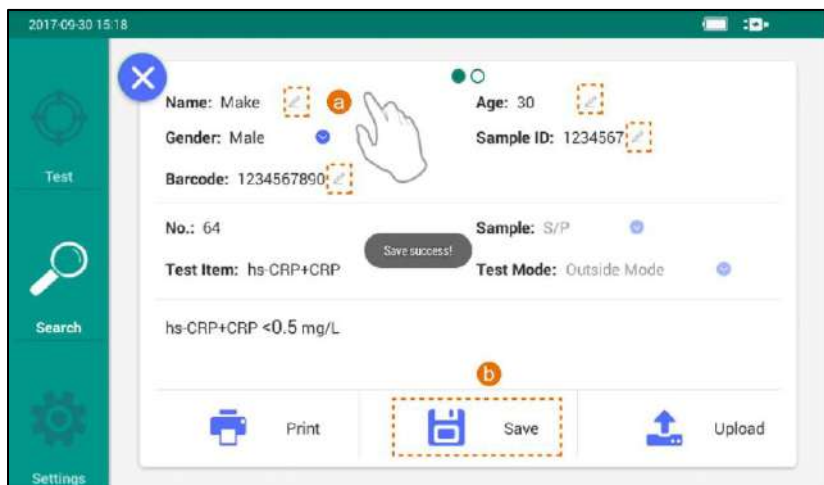 2017-09-30 15:18
Name: Make
a
Age: 30
Gender: Male
Sample ID: 1234567
Test
Barcode: 1234567890
No.: 64
Sample: S/P
Save success!
Test Item: hs-CRP+CRP
Test Mode: Outside Mode
Search
hs-CRP+CRP <0.5 mg/L
b
Print
Save
Upload
Settings